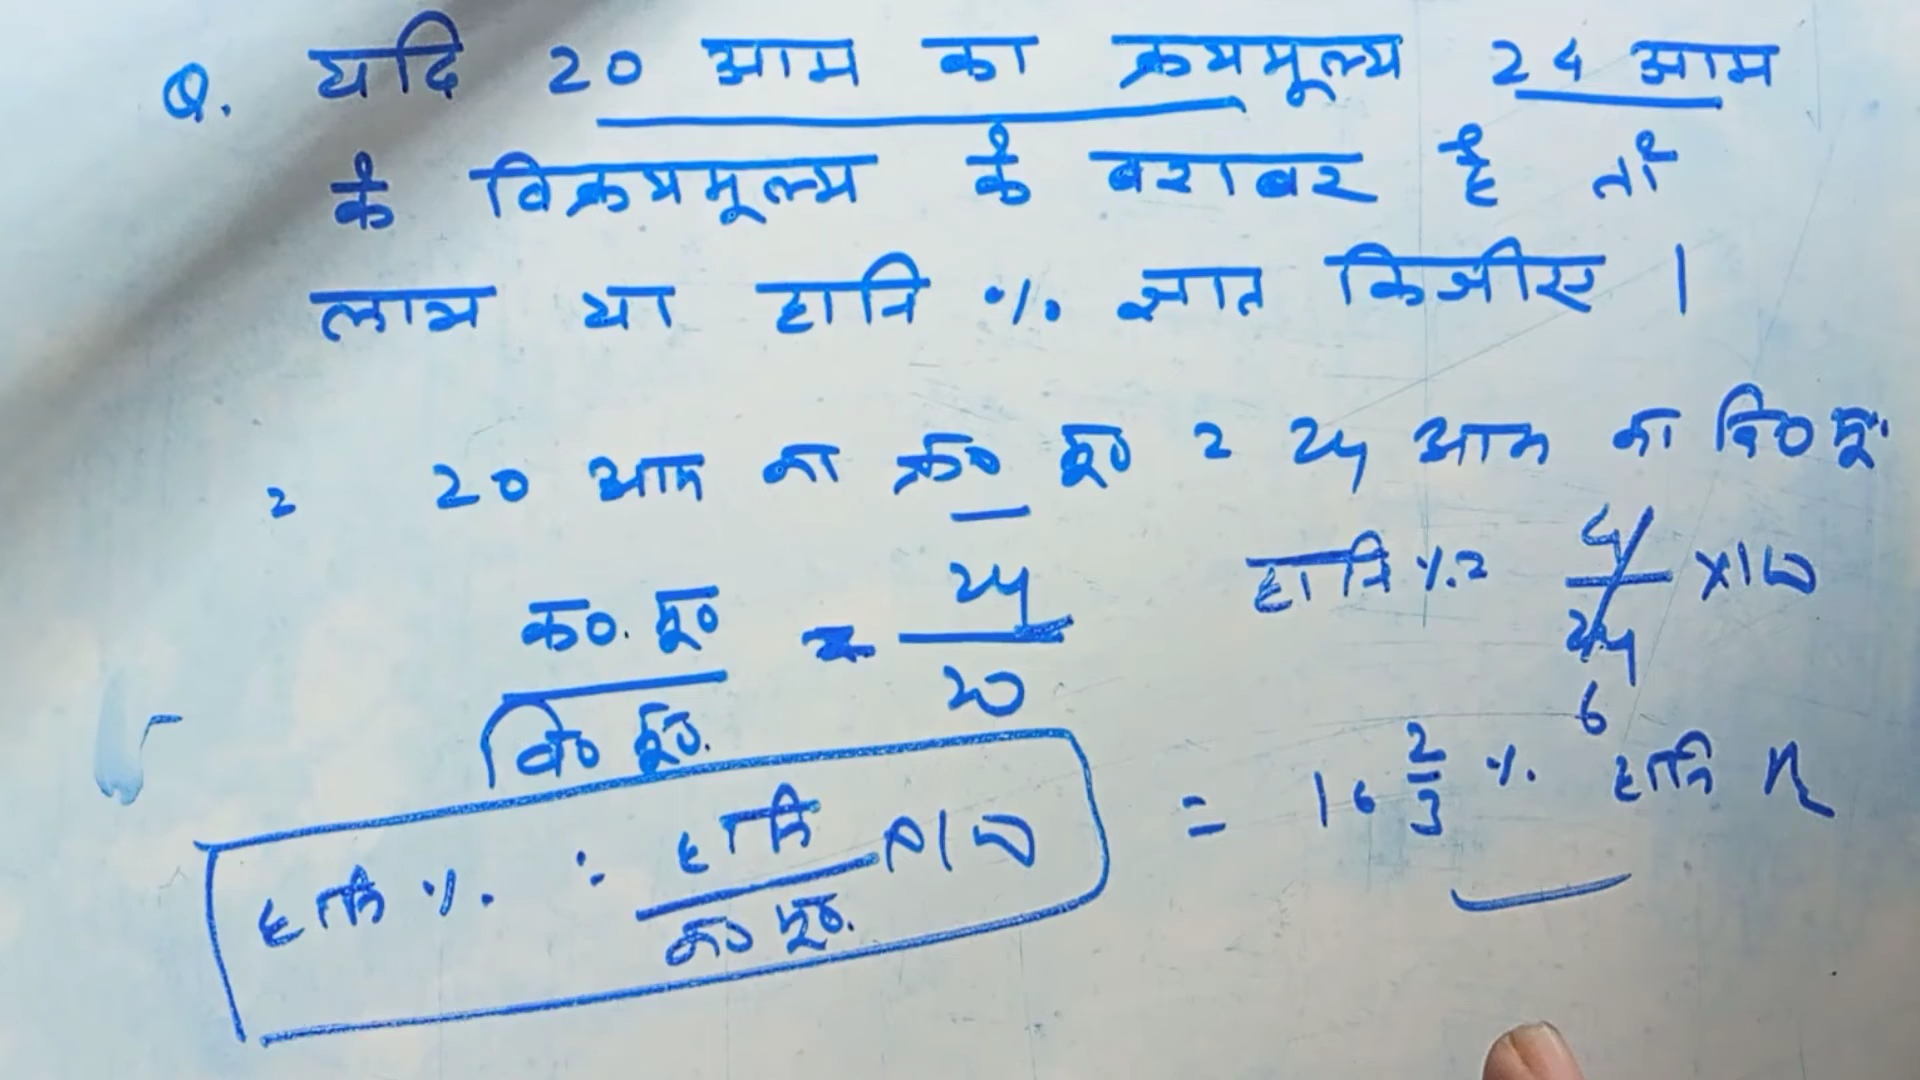 Q. यदि 20 आम का क्रयमूल्य 24 आम
के विक्रयमूल्य के बराबर है तो
लाभ या हानि % ज्ञात किजीए ।
= 20 आम का क्र० मू० = 24 आम का वि० मू०
क्र०. मू० / वि० मू०. = 24 / 20
हानि % = 4 / 24 × 100
6
हानि % : हानि / क्र० मू०. × 100
= 16 2/3 % हानि